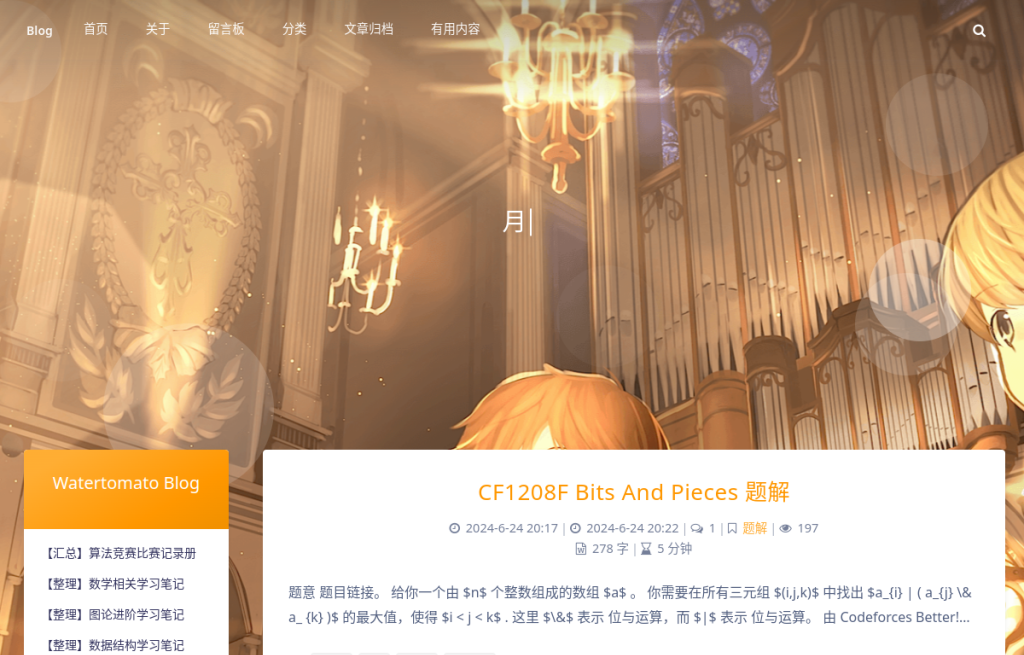 Blog 首页 关于 留言板 分类 文章归档 有用内容
月|
Watertomato Blog
【汇总】算法竞赛比赛记录册
【整理】数学相关学习笔记
【整理】图论进阶学习笔记
【整理】数据结构学习笔记
CF1208F Bits And Pieces 题解
2024-6-24 20:17 | 2024-6-24 20:22 | 1 | 题解 | 197
278 字 | 5 分钟
题意 题目链接。 给你一个由 $n$ 个整数组成的数组 $a$ 。 你需要在所有三元组 $(i,j,k)$ 中找出 $a_{i} | ( a_{j} \&
a_ {k} )$ 的最大值，使得 $i < j < k$ . 这里 $\&$ 表示 位与运算，而 $|$ 表示 位与运算。 由 Codeforces Better!...